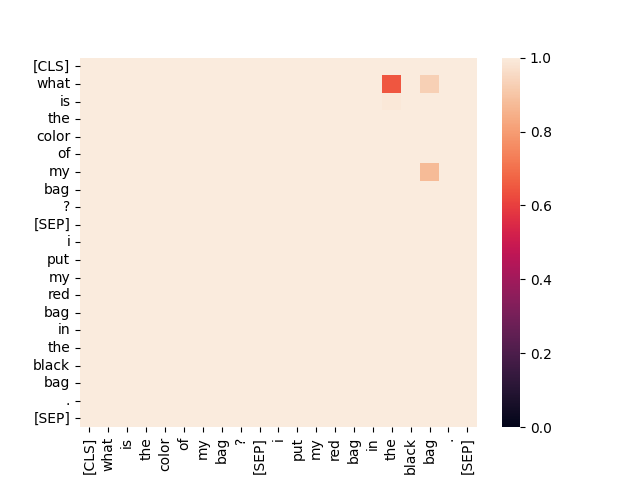 [CLS]
what
is
the
color
of
my
bag
?
[SEP]
i
put
my
red
bag
in
the
black
bag
.
[SEP]
[CLS]
what
is
the
color
of
my
bag
?
[SEP]
i
put
my
red
bag
in
the
black
bag
.
[SEP]
1.0
0.8
0.6
0.4
0.2
0.0